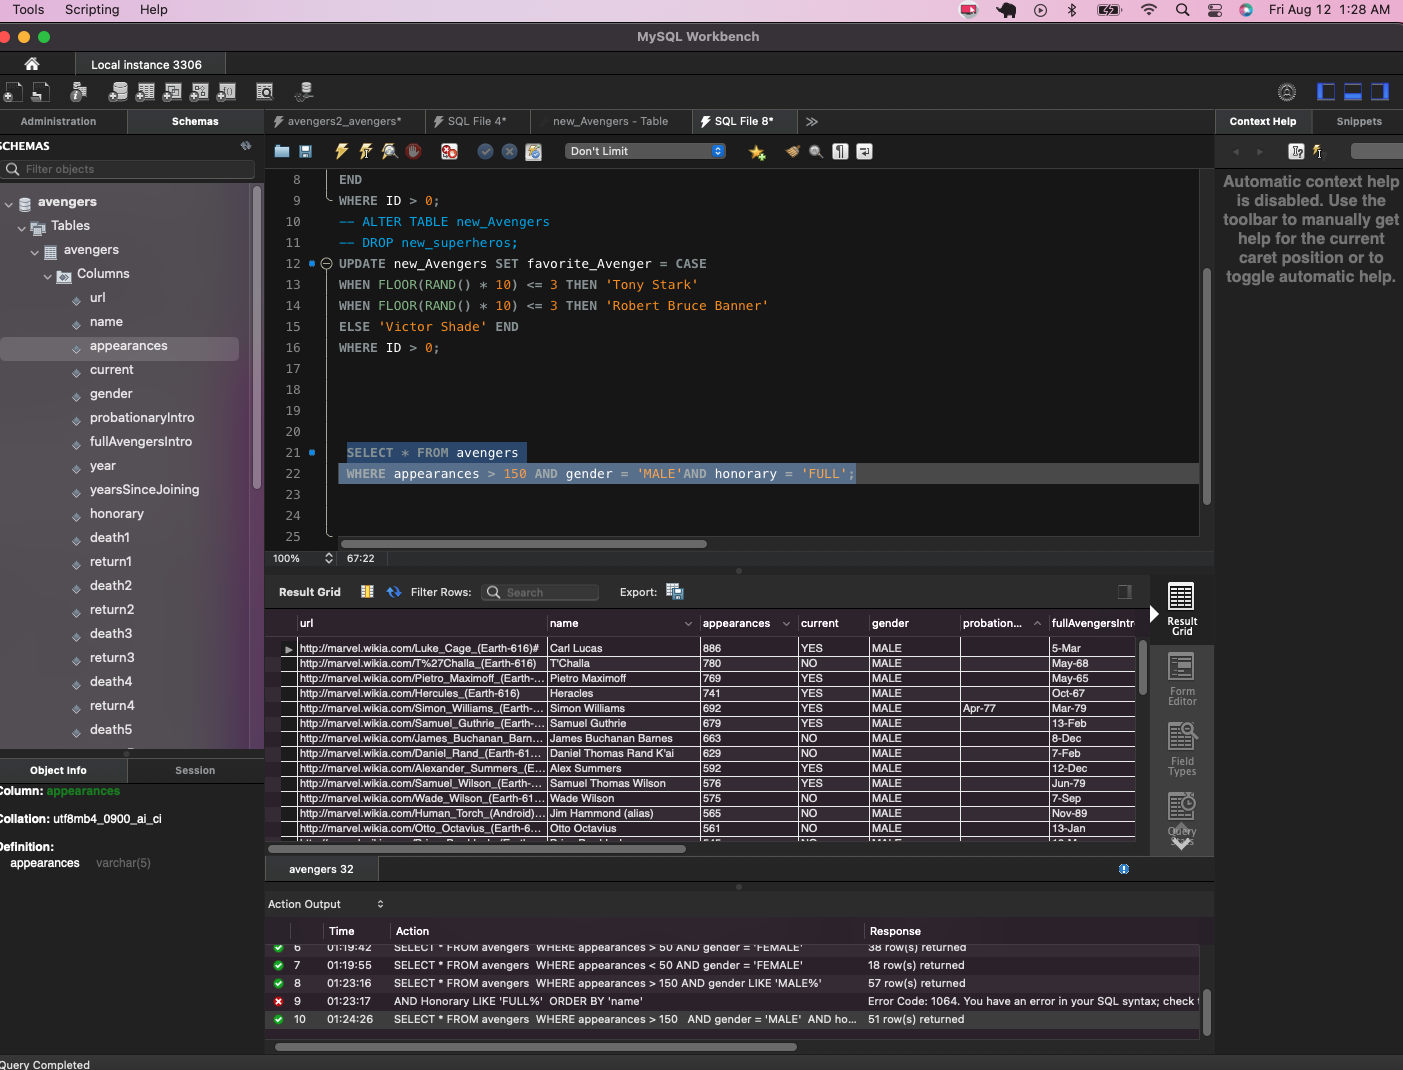 Tools Scripting Help Fri Aug 12 1:28 AM
MySQL Workbench
Local instance 3306
Administration Schemas avengers2_avengers* SQL File 4* new_Avengers - Table SQL File 8* Context Help Snippets
SCHEMAS
Filter objects
Don't Limit
avengers
Tables
avengers
Columns
url
name
appearances
current
gender
probationaryIntro
fullAvengersIntro
year
yearsSinceJoining
honorary
death1
return1
death2
return2
death3
return3
death4
return4
death5
Object Info Session
Column: appearances
Collation: utf8mb4_0900_ai_ci
Definition:
appearances varchar(5)
8 END
9 WHERE ID > 0;
10 -- ALTER TABLE new_Avengers
11 -- DROP new_superheros;
12 UPDATE new_Avengers SET favorite_Avenger = CASE
13 WHEN FLOOR(RAND() * 10) <= 3 THEN 'Tony Stark'
14 WHEN FLOOR(RAND() * 10) <= 3 THEN 'Robert Bruce Banner'
15 ELSE 'Victor Shade' END
16 WHERE ID > 0;
17
18
19
20
21 SELECT * FROM avengers
22 WHERE appearances > 150 AND gender = 'MALE'AND honorary = 'FULL';
23
24
25
100% 67:22
Automatic context help
is disabled. Use the
toolbar to manually get
help for the current
caret position or to
toggle automatic help.
Result Grid Filter Rows: Search Export:
url name appearances current gender probation... fullAvengersIntr
http://marvel.wikia.com/Luke_Cage_(Earth-616)# Carl Lucas 886 YES MALE 5-Mar
http://marvel.wikia.com/T%27Challa_(Earth-616) T'Challa 780 NO MALE May-68
http://marvel.wikia.com/Pietro_Maximoff_(Earth-... Pietro Maximoff 769 YES MALE May-65
http://marvel.wikia.com/Hercules_(Earth-616) Heracles 741 YES MALE Oct-67
http://marvel.wikia.com/Simon_Williams_(Earth-... Simon Williams 692 YES MALE Apr-77 Mar-79
http://marvel.wikia.com/Samuel_Guthrie_(Earth-... Samuel Guthrie 679 YES MALE 13-Feb
http://marvel.wikia.com/James_Buchanan_Barn... James Buchanan Barnes 663 NO MALE 8-Dec
http://marvel.wikia.com/Daniel_Rand_(Earth-61... Daniel Thomas Rand K'ai 629 NO MALE 7-Feb
http://marvel.wikia.com/Alexander_Summers_(E... Alex Summers 592 YES MALE 12-Dec
http://marvel.wikia.com/Samuel_Wilson_(Earth-... Samuel Thomas Wilson 576 YES MALE Jun-79
http://marvel.wikia.com/Wade_Wilson_(Earth-61... Wade Wilson 575 NO MALE 7-Sep
http://marvel.wikia.com/Human_Torch_(Android)... Jim Hammond (alias) 565 NO MALE Nov-89
http://marvel.wikia.com/Otto_Octavius_(Earth-6... Otto Octavius 561 NO MALE 13-Jan
Result
Grid
Form
Editor
Field
Types
Query
avengers 32
Action Output
Time Action Response
6 01:19:42 SELECT * FROM avengers WHERE appearances > 50 AND gender = 'FEMALE' 38 row(s) returned
7 01:19:55 SELECT * FROM avengers WHERE appearances < 50 AND gender = 'FEMALE' 18 row(s) returned
8 01:23:16 SELECT * FROM avengers WHERE appearances > 150 AND gender LIKE 'MALE%' 57 row(s) returned
9 01:23:17 AND Honorary LIKE 'FULL%' ORDER BY 'name' Error Code: 1064. You have an error in your SQL syntax; check
10 01:24:26 SELECT * FROM avengers WHERE appearances > 150 AND gender = 'MALE' AND ho... 51 row(s) returned
Query Completed